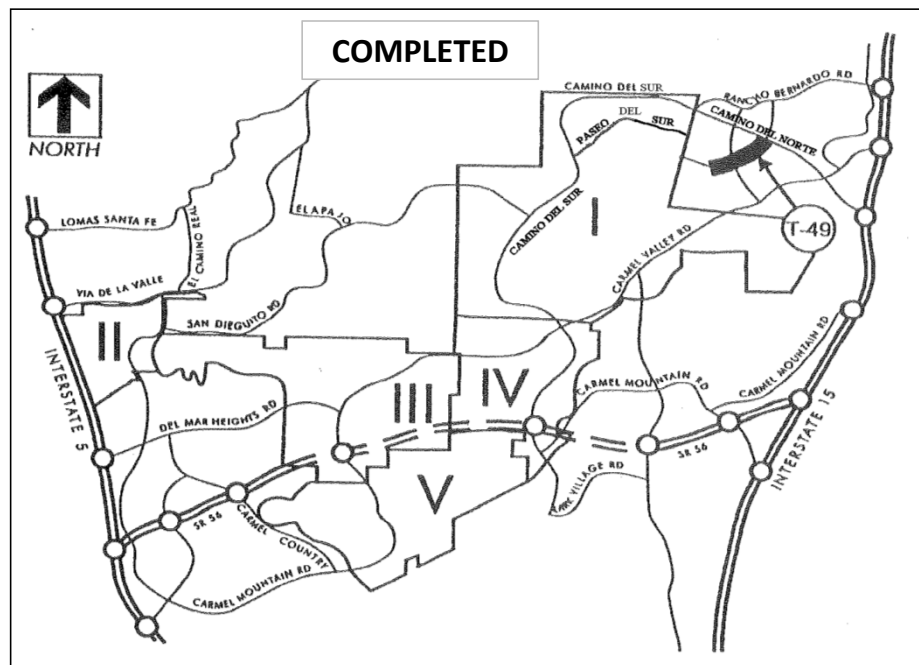 COMPLETED
NORTH
CAMINO DEL SUR
RANCHO BERNARDO RD
PASEO DEL SUR
CAMINO DEL NORTE
LOMAS SANTA FE
EL CAMINO REAL
EL APAJO
CAMINO DEL SUR
I
T-49
CARMEL VALLEY RD
VIA DE LA VALLE
SAN DIEGUITO RD
II
INTERSTATE 5
DEL MAR HEIGHTS RD
III
IV
CARMEL MOUNTAIN RD
CARMEL MOUNTAIN RD
SR 56
INTERSTATE 15
V
PARK VILLAGE RD
SR 56
CARMEL COUNTRY
CARMEL MOUNTAIN RD